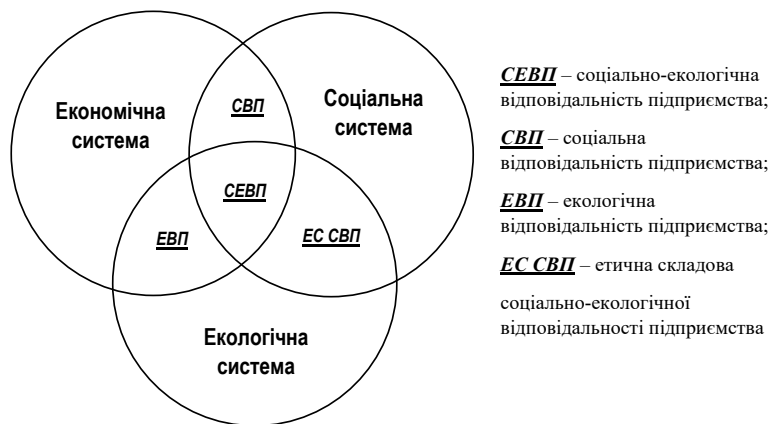 Економічна
система
СВП
Соціальна
система
СЕВП
ЕВП
ЕС СВП
Екологічна
система
СЕВП – соціально-екологічна
відповідальність підприємства;
СВП – соціальна
відповідальність підприємства;
ЕВП – екологічна
відповідальність підприємства;
ЕС СВП – етична складова
соціально-екологічної
відповідальності підприємства